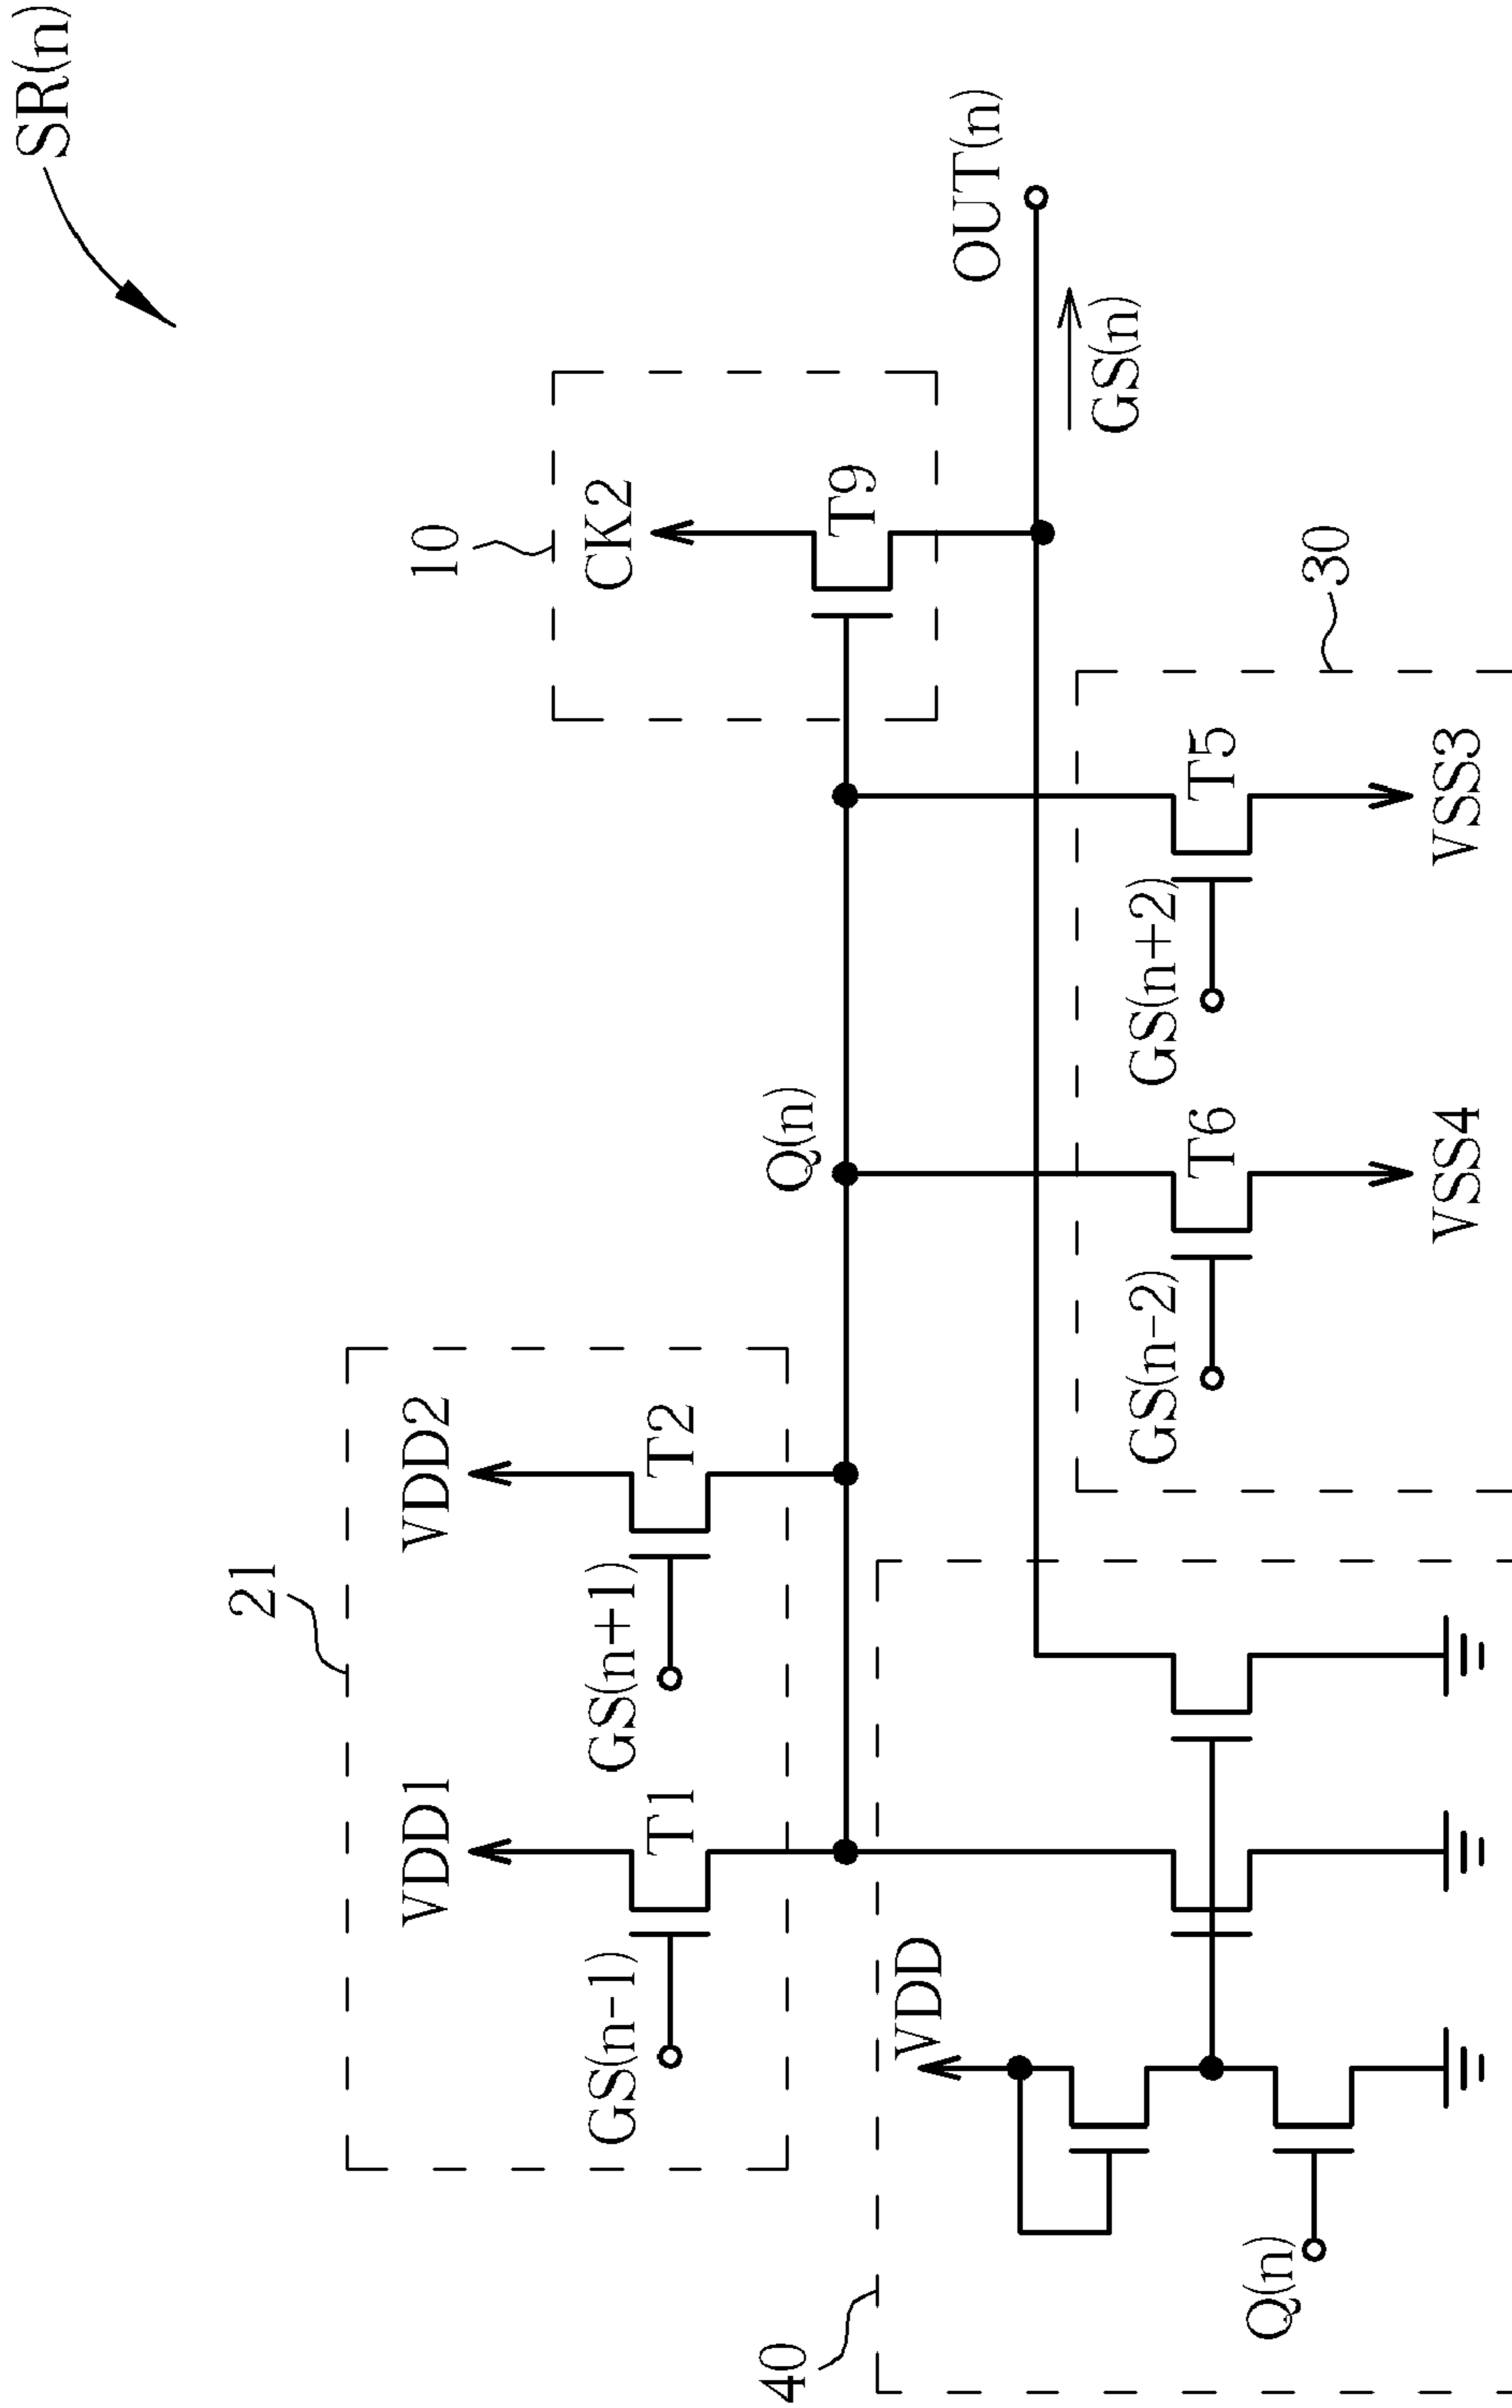 SR(n)
10
CK2
T9
OUT(n)
GS(n)
21
VDD1
VDD2
GS(n-1)
T1
GS(n+1)
T2
Q(n)
40
VDD
Q(n)
30
GS(n-2)
T6
GS(n+2)
T5
VSS4
VSS3